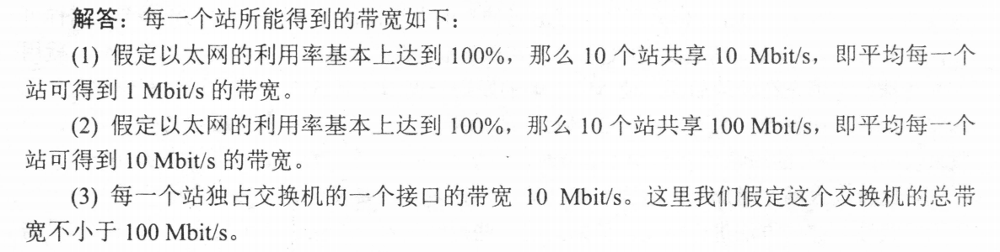 解答：每一个站所能得到的带宽如下：
(1) 假定以太网的利用率基本上达到 100%，那么 10 个站共享 10 Mbit/s，即平均每一个
站可得到 1 Mbit/s 的带宽。
(2) 假定以太网的利用率基本上达到 100%，那么 10 个站共享 100 Mbit/s，即平均每一个
站可得到 10 Mbit/s 的带宽。
(3) 每一个站独占交换机的一个接口的带宽 10 Mbit/s。这里我们假定这个交换机的总带
宽不小于 100 Mbit/s。